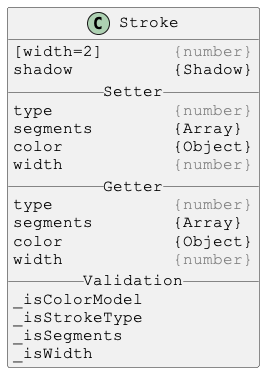 C Stroke
[width=2] {number}
shadow {Shadow}
Setter
type {number}
segments {Array}
color {Object}
width {number}
Getter
type {number}
segments {Array}
color {Object}
width {number}
Validation
_isColorModel
_isStrokeType
_isSegments
_isWidth